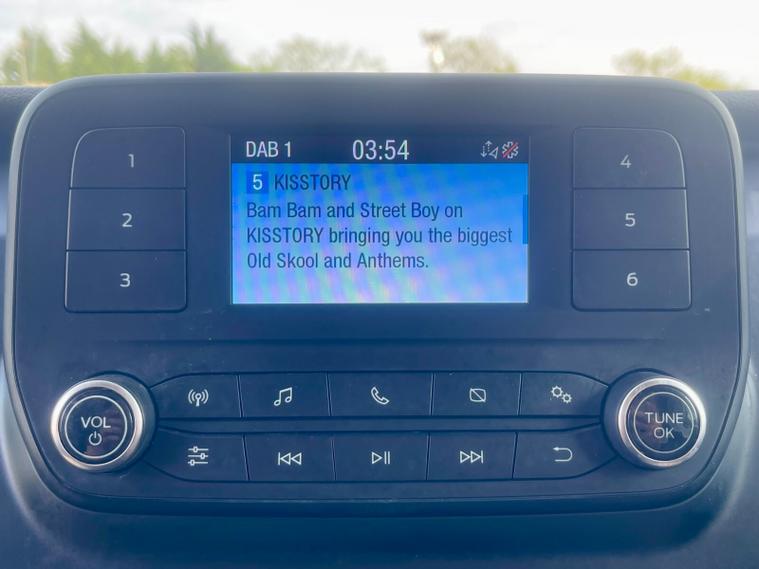 DAB 1 03:54
5 KISSTORY
Bam Bam and Street Boy on
KISSTORY bringing you the biggest
Old Skool and Anthems.
1
2
3
4
5
6
VOL
TUNE
OK